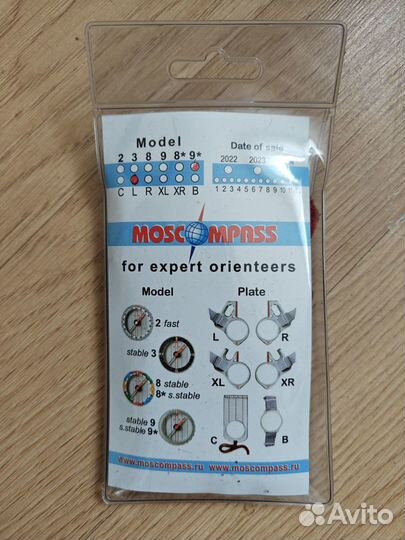 Model
Date of sale
2 3 8 9 8* 9*
2022 2023
C L R XL XR B
1 2 3 4 5 6 7 8 9 10 11
MOSCOMPASS
for expert orienteers
Model Plate
2 fast
L R
stable 3
8 stable
8* s.stable
XL XR
stable 9
s.stable 9*
C B
www.moscompass.ru www.moscompass.ru
Avito